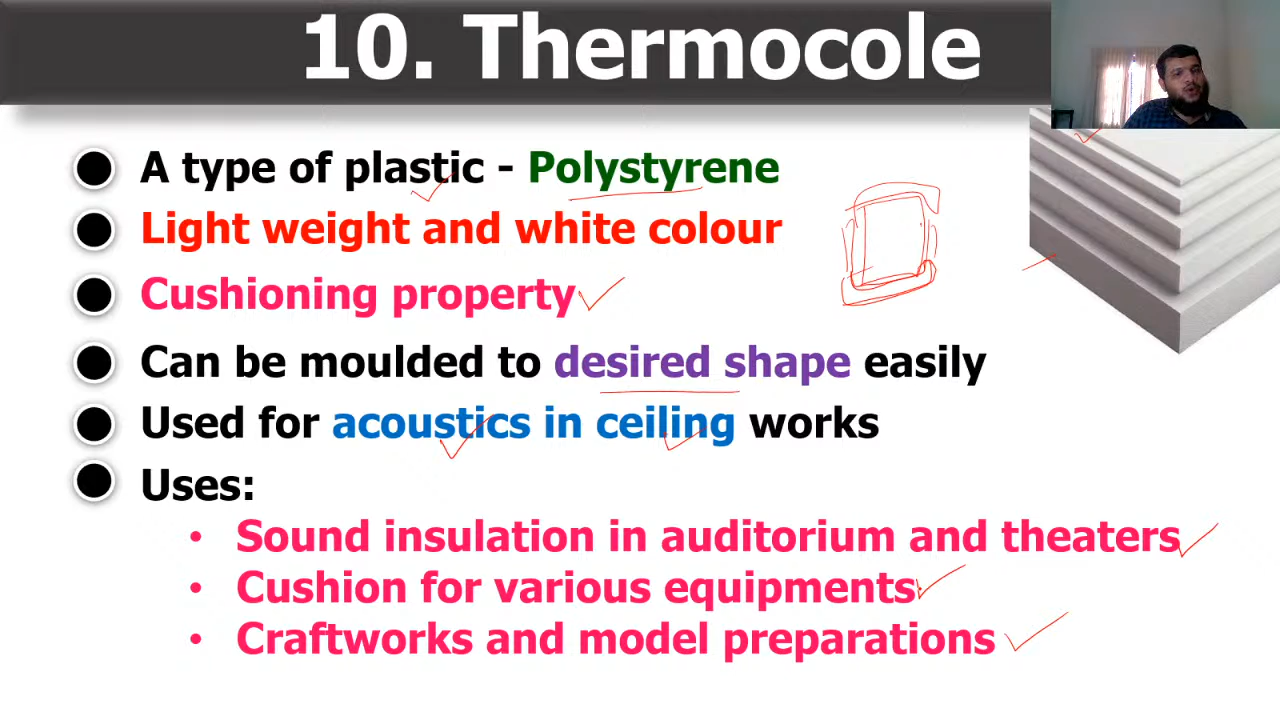 10. Thermocole
A type of plastic - Polystyrene
Light weight and white colour
Cushioning property
Can be moulded to desired shape easily
Used for acoustics in ceiling works
Uses:
Sound insulation in auditorium and theaters
Cushion for various equipments
Craftworks and model preparations